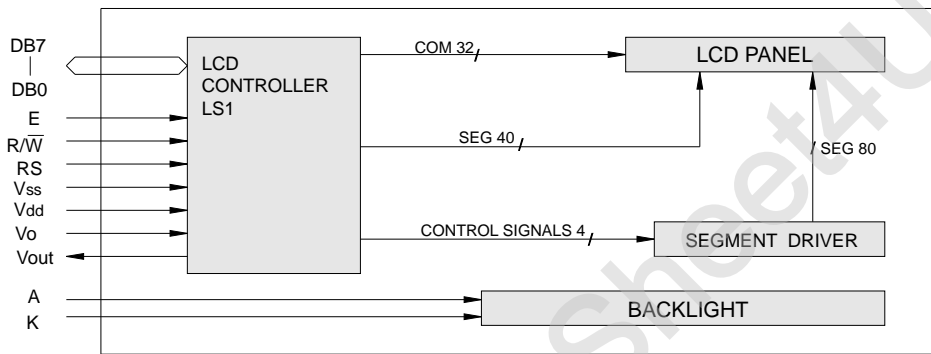 DB7
DB0
E
R/W̅
RS
Vss
Vdd
Vo
Vout
A
K
LCD
CONTROLLER
LS1
COM 32
SEG 40
CONTROL SIGNALS 4
LCD PANEL
SEG 80
SEGMENT DRIVER
BACKLIGHT
Sheet4U